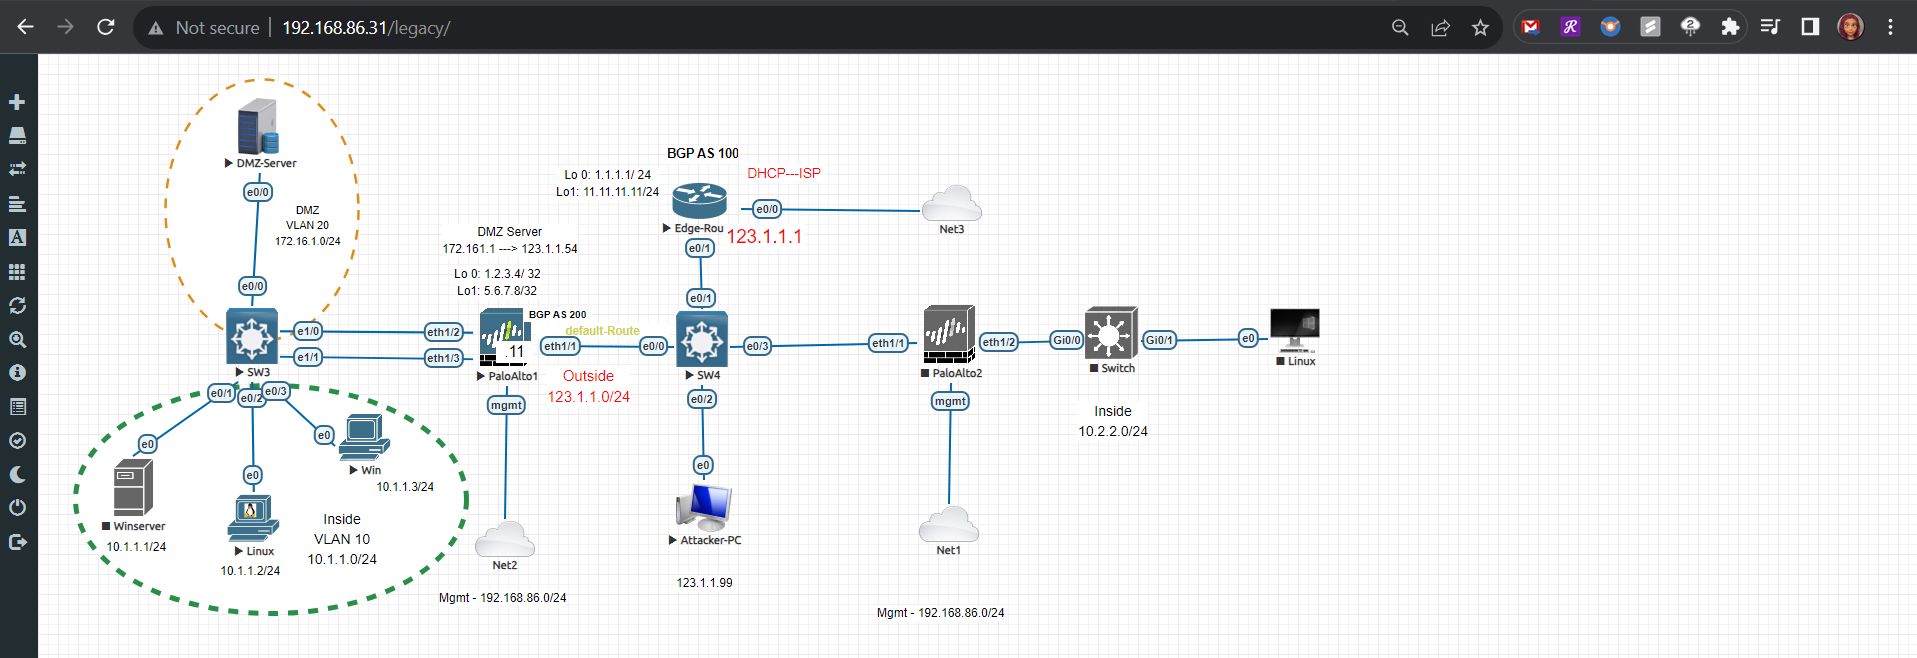 Not secure | 192.168.86.31/legacy/
2
DMZ-Server
e0/0
DMZ
VLAN 20
172.16.1.0/24
e0/0
BGP AS 100
Lo 0: 1.1.1.1/ 24
DHCP---ISP
Lo1: 11.11.11.11/24
e0/0
Edge-Rou
123.1.1.1
Net3
e0/1
DMZ Server
172.161.1 ---> 123.1.1.54
Lo 0: 1.2.3.4/ 32
Lo1: 5.6.7.8/32
e0/1
BGP AS 200
default-Route
e1/0
eth1/2
e1/1
eth1/3
.11
eth1/1
e0/0
e0/3
eth1/1
eth1/2
Gi0/0
Gi0/1
e0
SW3
PaloAlto1
SW4
PaloAlto2
Switch
Linux
Outside
123.1.1.0/24
e0/1
e0/2
e0/3
mgmt
e0/2
mgmt
Inside
10.2.2.0/24
e0
e0
Win
10.1.1.3/24
e0
e0
Winserver
10.1.1.1/24
Linux
10.1.1.2/24
Inside
VLAN 10
10.1.1.0/24
Net2
Mgmt - 192.168.86.0/24
Attacker-PC
123.1.1.99
Net1
Mgmt - 192.168.86.0/24